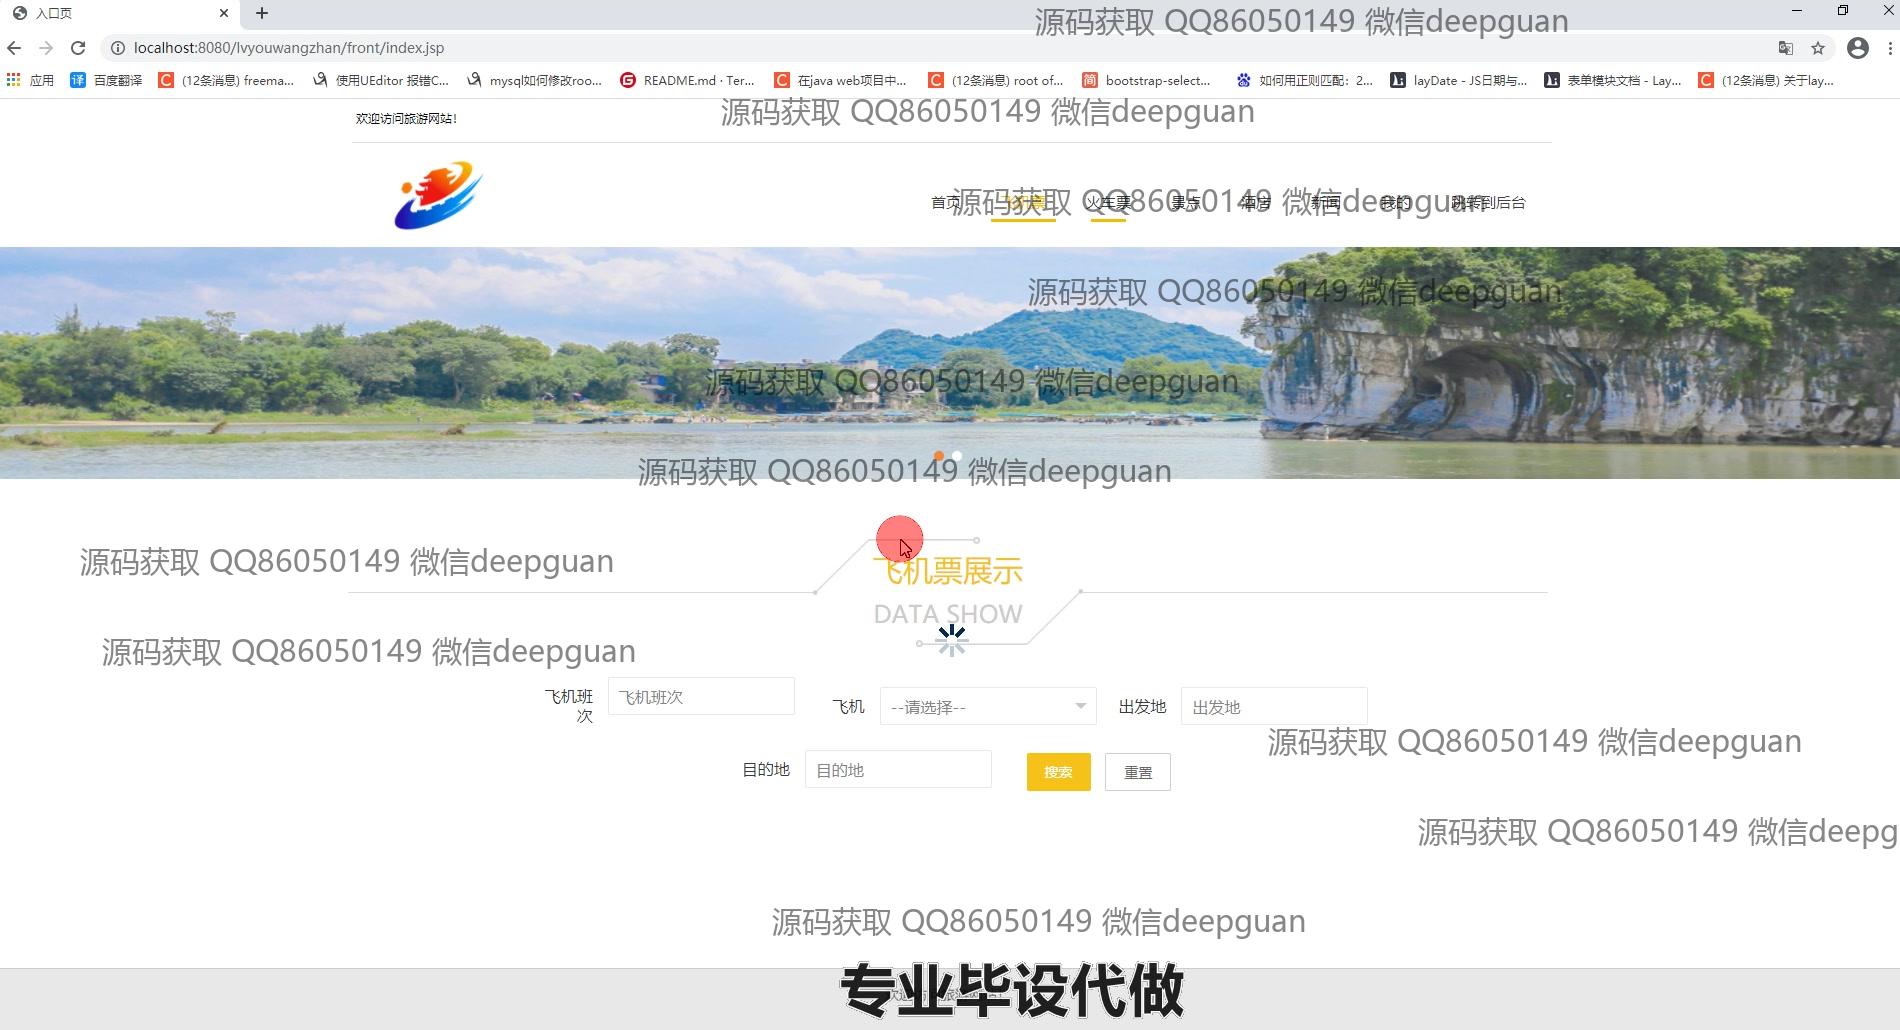 入口页
源码获取 QQ86050149 微信deepguan
localhost:8080/lvyouwangzhan/front/index.jsp
应用 百度翻译 (12条消息) freema... 使用UEditor 报错C... mysql如何修改roo... README.md · Ter... 在java web项目中... (12条消息) root of... bootstrap-select... 如何用正则匹配：2... layDate - JS日期与... 表单模块文档 - Lay... (12条消息) 关于lay...
欢迎访问旅游网站！
源码获取 QQ86050149 微信deepguan
首页 飞机票 火车票 景点 酒店 新闻 我的 跳转到后台
源码获取 QQ86050149 微信deepguan
源码获取 QQ86050149 微信deepguan
源码获取 QQ86050149 微信deepguan
源码获取 QQ86050149 微信deepguan
源码获取 QQ86050149 微信deepguan
飞机票展示
DATA SHOW
源码获取 QQ86050149 微信deepguan
飞机班次 飞机班次 飞机 --请选择-- 出发地 出发地
源码获取 QQ86050149 微信deepguan
目的地 目的地 搜索 重置
源码获取 QQ86050149 微信deepg
源码获取 QQ86050149 微信deepguan
专业毕设代做